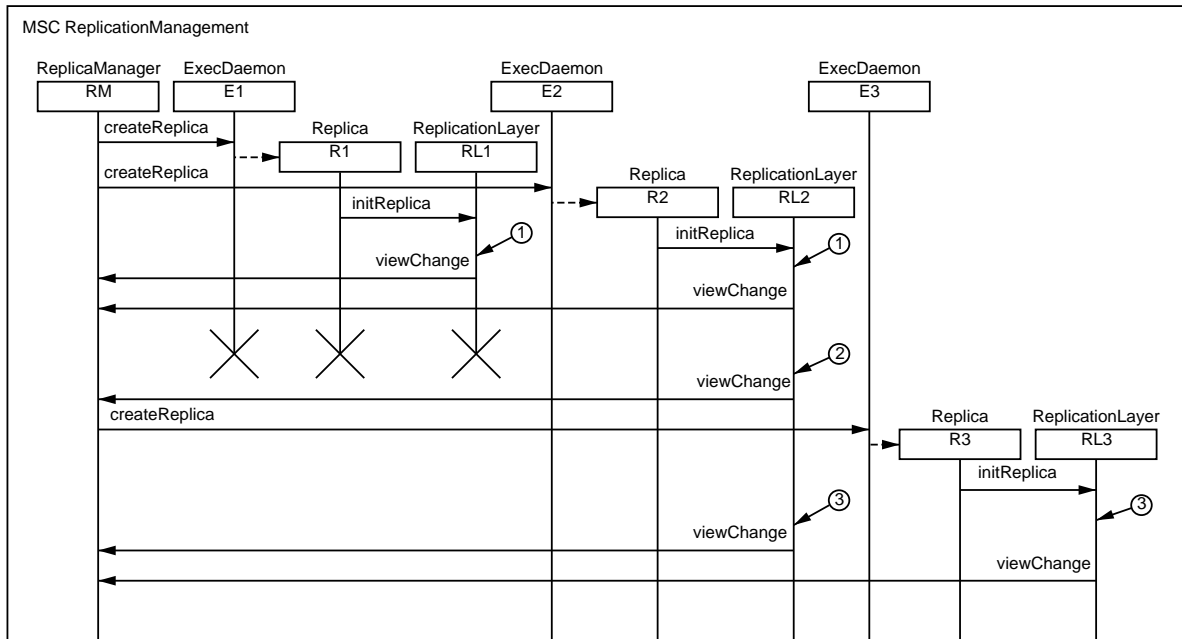 MSC ReplicationManagement
ReplicaManager ExecDaemon ExecDaemon ExecDaemon
RM E1 E2 E3
createReplica
Replica ReplicationLayer
R1 RL1
createReplica
Replica ReplicationLayer
R2 RL2
initReplica
initReplica
1
1
viewChange
viewChange
2
viewChange
createReplica
Replica ReplicationLayer
R3 RL3
initReplica
3
3
viewChange
viewChange